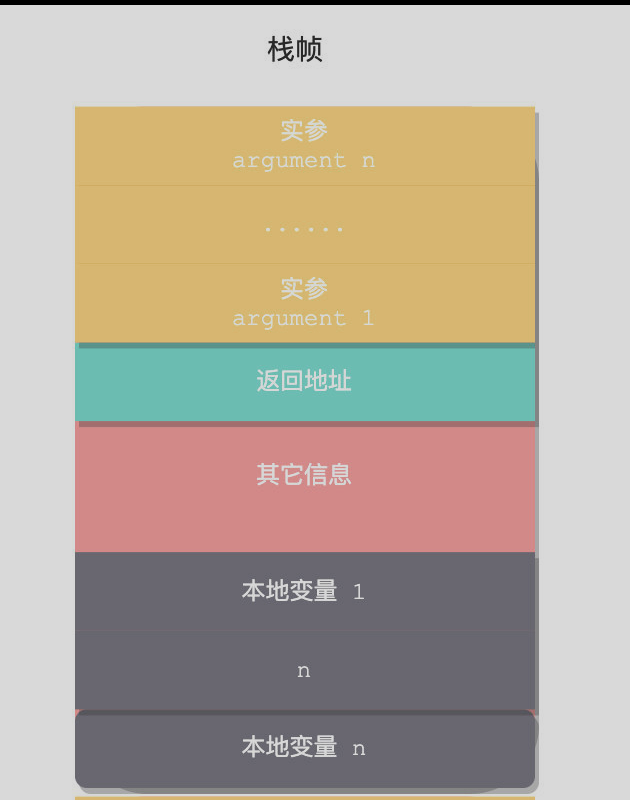 栈帧
实参
argument n
......
实参
argument 1
返回地址
其它信息
本地变量 1
n
本地变量 n